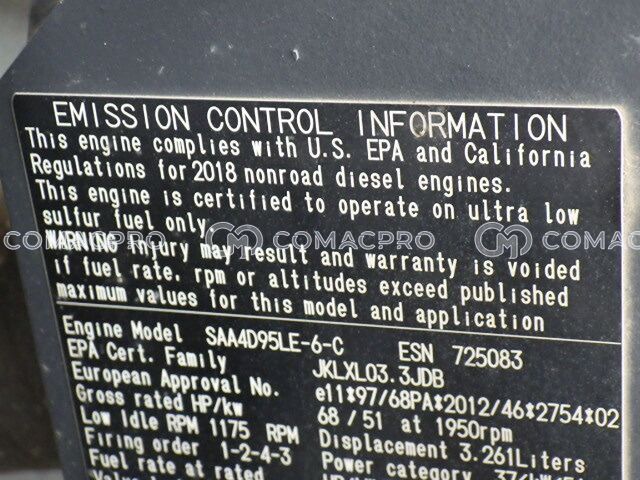 EMISSION CONTROL INFORMATION
This engine complies with U.S. EPA and California
Regulations for 2018 nonroad diesel engines.
This engine is certified to operate on ultra low
sulfur fuel only.
WARNING injury may result and warranty is voided
if fuel rate, rpm or altitudes exceed published
maximum values for this model and application
Engine Model SAA4D95LE-6-C ESN 725083
EPA Cert. Family JKLXL03.3JDB
European Approval No. e11*97/68PA*2012/46*2754*02
Gross rated HP/kw 68/51 at 1950rpm
Low Idle RPM 1175 RPM Displacement 3.261Liters
Firing order 1-2-4-3 Power category
Fuel rate at rated
COMACPRO COMACPRO COMACPRO